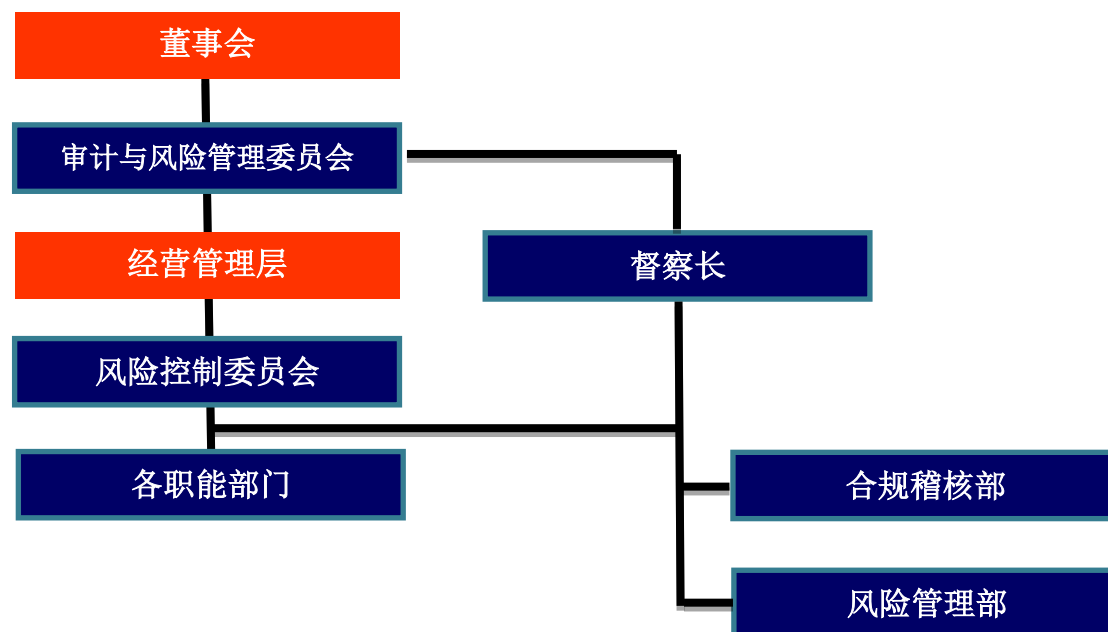 董事会
审计与风险管理委员会
经营管理层
督察长
风险控制委员会
各职能部门
合规稽核部
风险管理部